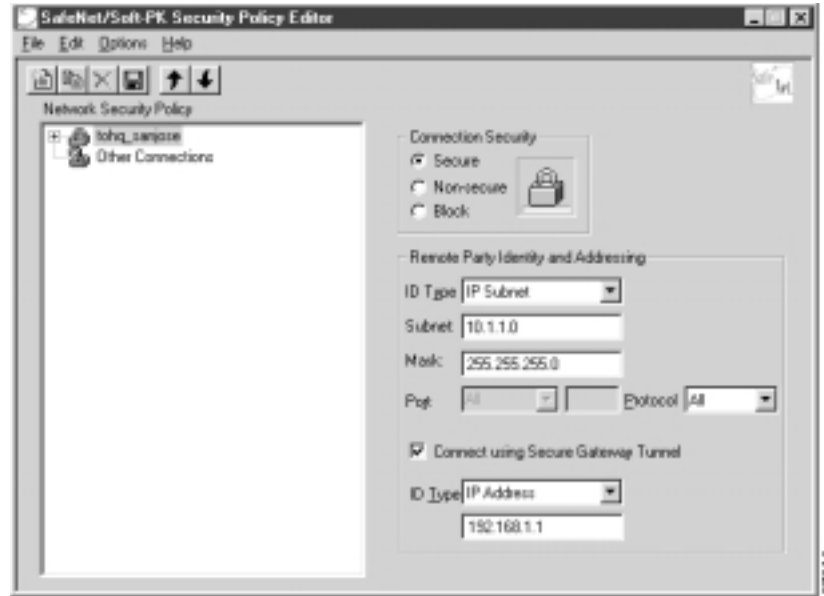 SafeNet/Soft-PK Security Policy Editor
File Edit Options Help
Network Security Policy
tohq_sanjose
Other Connections
Connection Security
Secure
Non-secure
Block
Remote Party Identity and Addressing
ID Type IP Subnet
Subnet 10.1.1.0
Mask: 255.255.255.0
Port All Protocol All
Connect using Secure Gateway Tunnel
ID Type IP Address
192.168.1.1